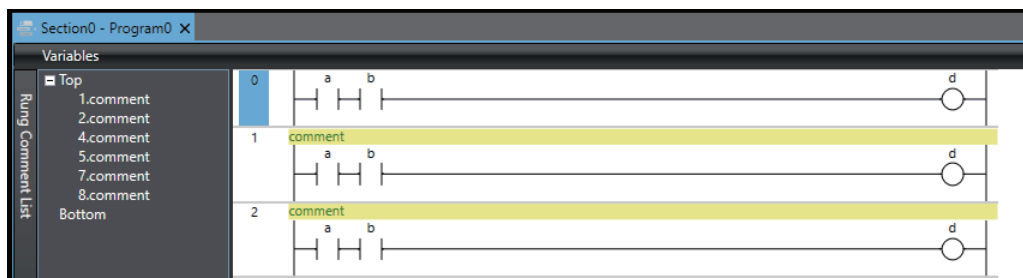 Section0 - Program0
Variables
Rung Comment List
Top
1.comment
2.comment
4.comment
5.comment
7.comment
8.comment
Bottom
0
a b d
1 comment
a b d
2 comment
a b d